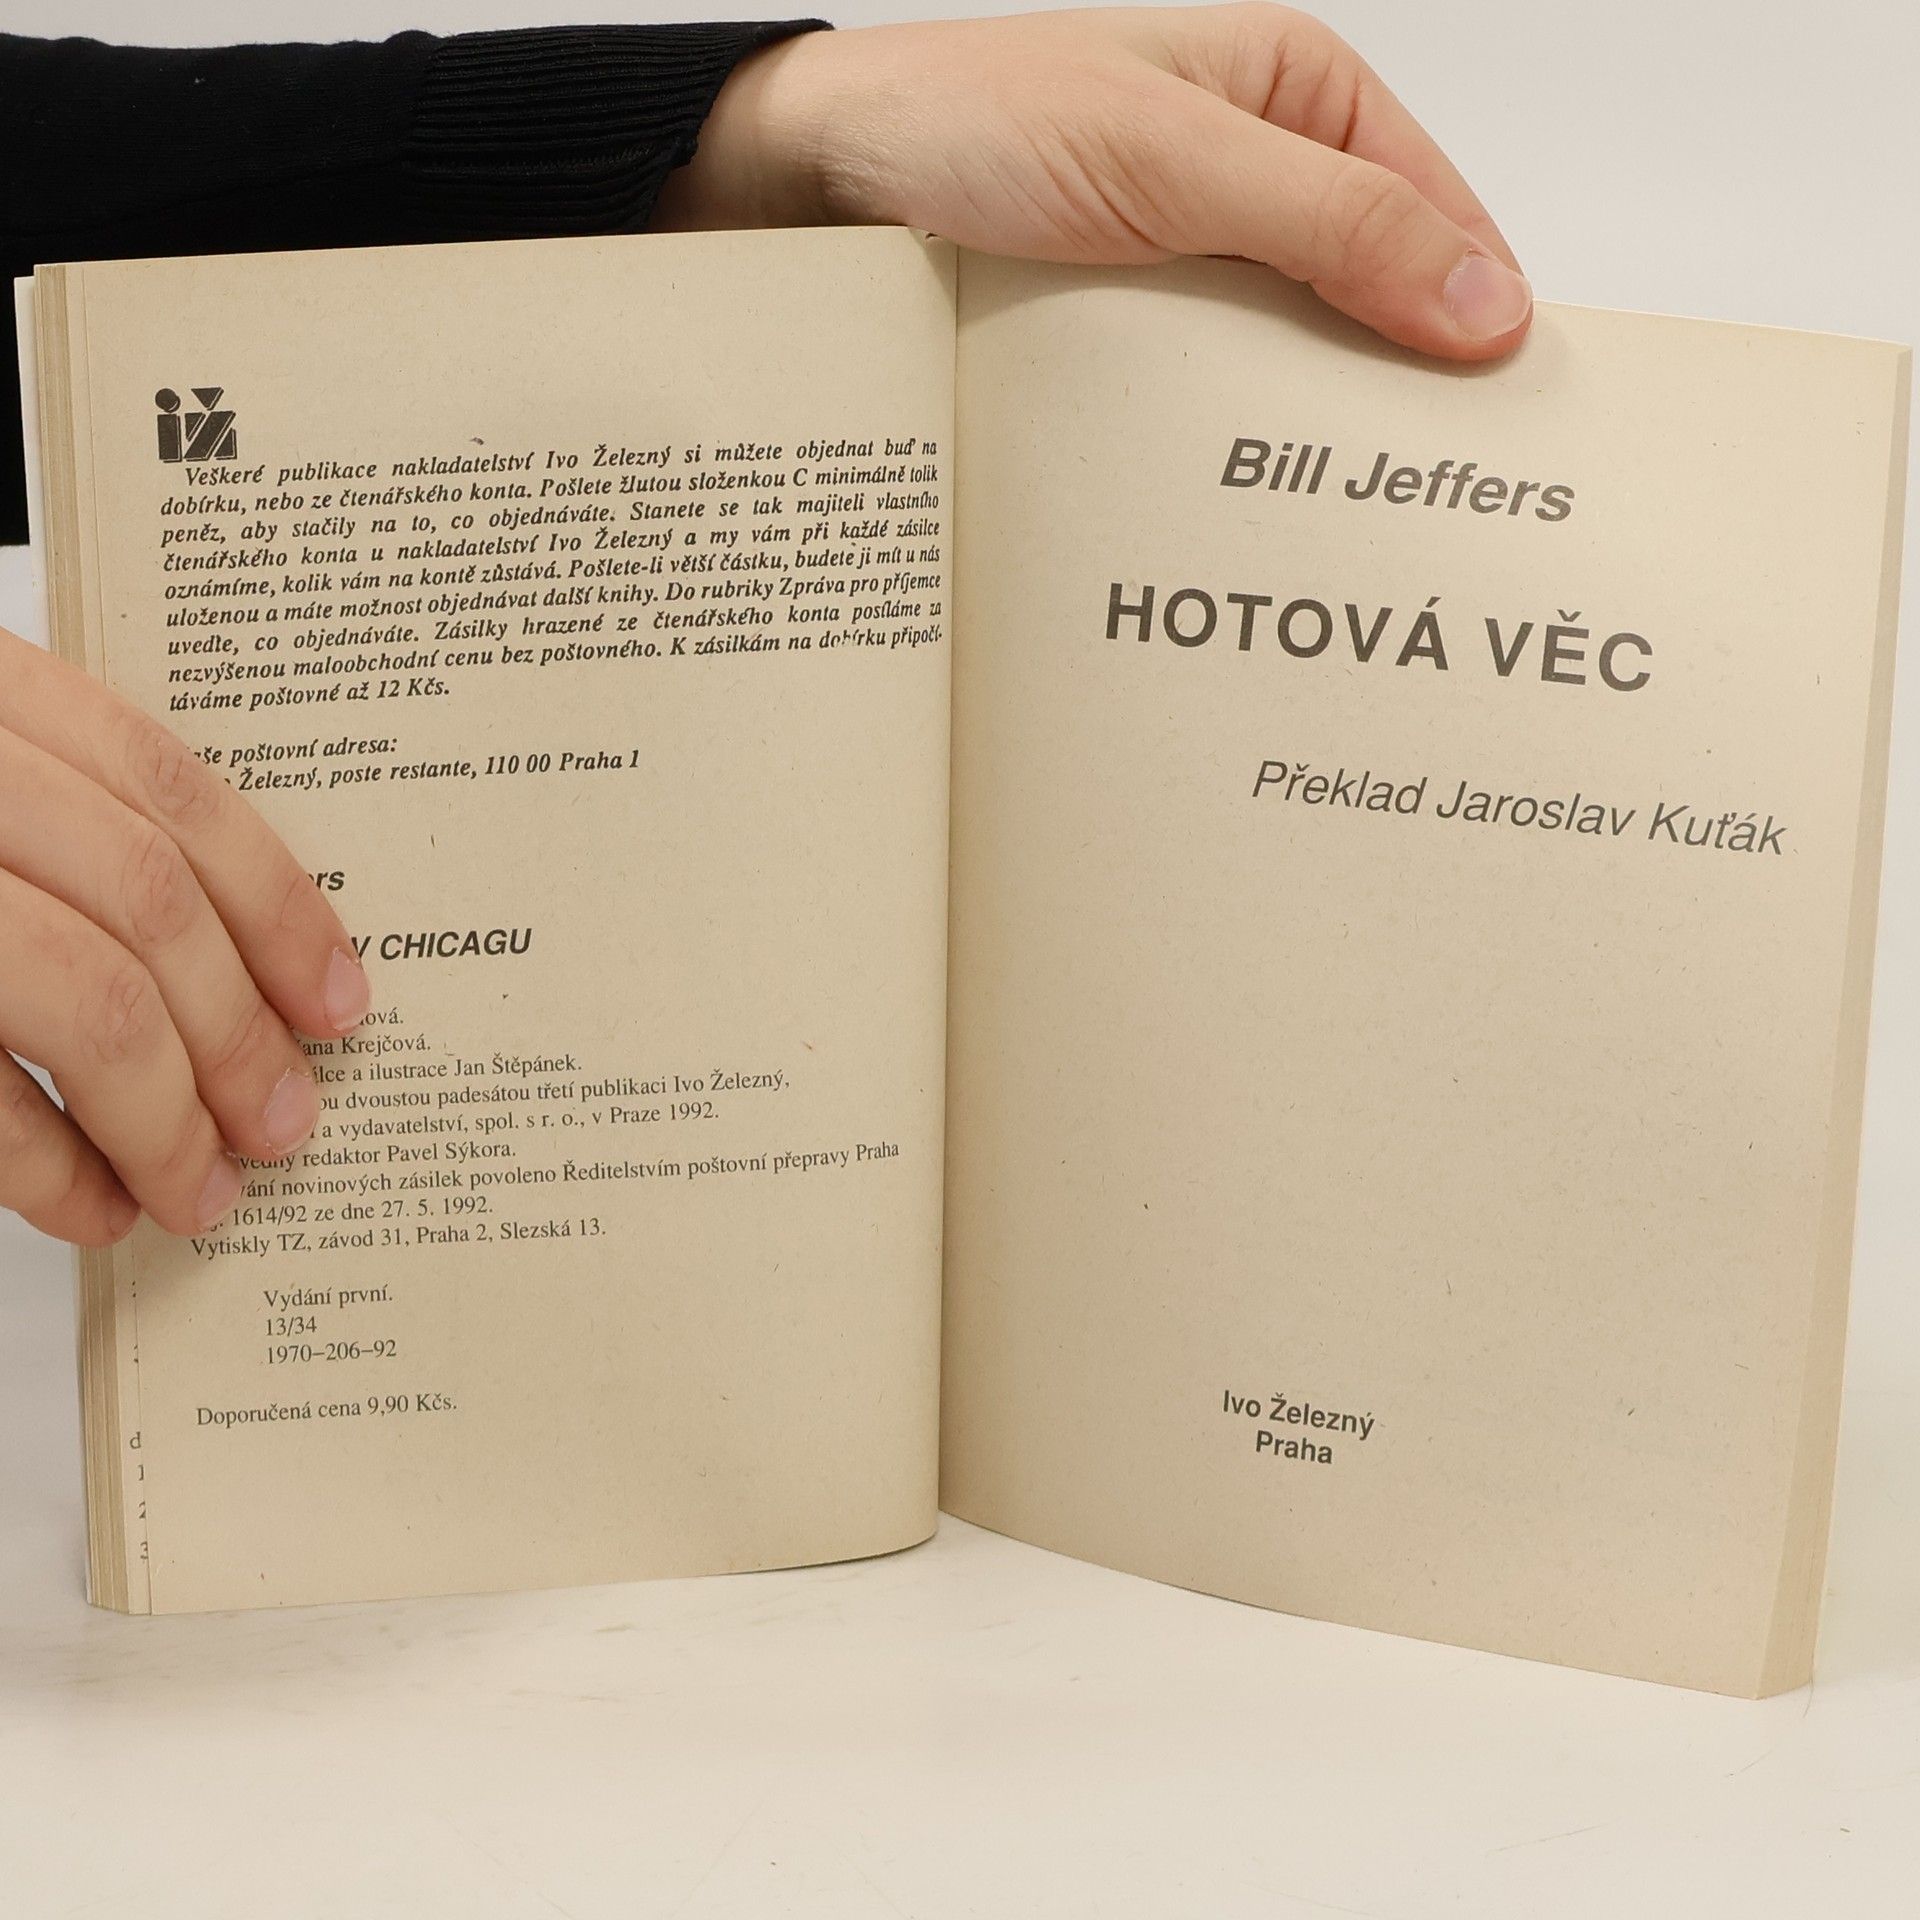 iž
Veškeré publikace nakladatelství Ivo Železný si můžete objednat buď na
dobírku, nebo ze čtenářského konta. Pošlete žlutou složenkou C minimálně tolik
peněz, aby stačily na to, co objednáváte. Stanete se tak majiteli vlastního
čtenářského konta u nakladatelství Ivo Železný a my vám při každé zásilce
oznámíme, kolik vám na kontě zůstává. Pošlete-li větší částku, budete ji mít u nás
uloženou a máte možnost objednávat další knihy. Do rubriky Zpráva pro příjemce
uveďte, co objednáváte. Zásilky hrazené ze čtenářského konta posíláme za
nezvýšenou maloobchodní cenu bez poštovného. K zásilkám na dobírku připočí-
táváme poštovné až 12 Kčs.
poštovní adresa:
Železný, poste restante, 110 00 Praha 1
V CHICAGU
Krejčová.
a ilustrace Jan Štěpánek.
dvoustou padesátou třetí publikaci Ivo Železný,
a vydavatelství, spol. s r. o., v Praze 1992.
redaktor Pavel Sýkora.
novinových zásilek povoleno Ředitelstvím poštovní přepravy Praha
1614/92 ze dne 27. 5. 1992.
Vytiskly TZ, závod 31, Praha 2, Slezská 13.
Vydání první.
13/34
1970–206–92
Doporučená cena 9,90 Kčs.
Bill Jeffers
HOTOVÁ VĚC
Překlad Jaroslav Kuťák
Ivo Železný
Praha